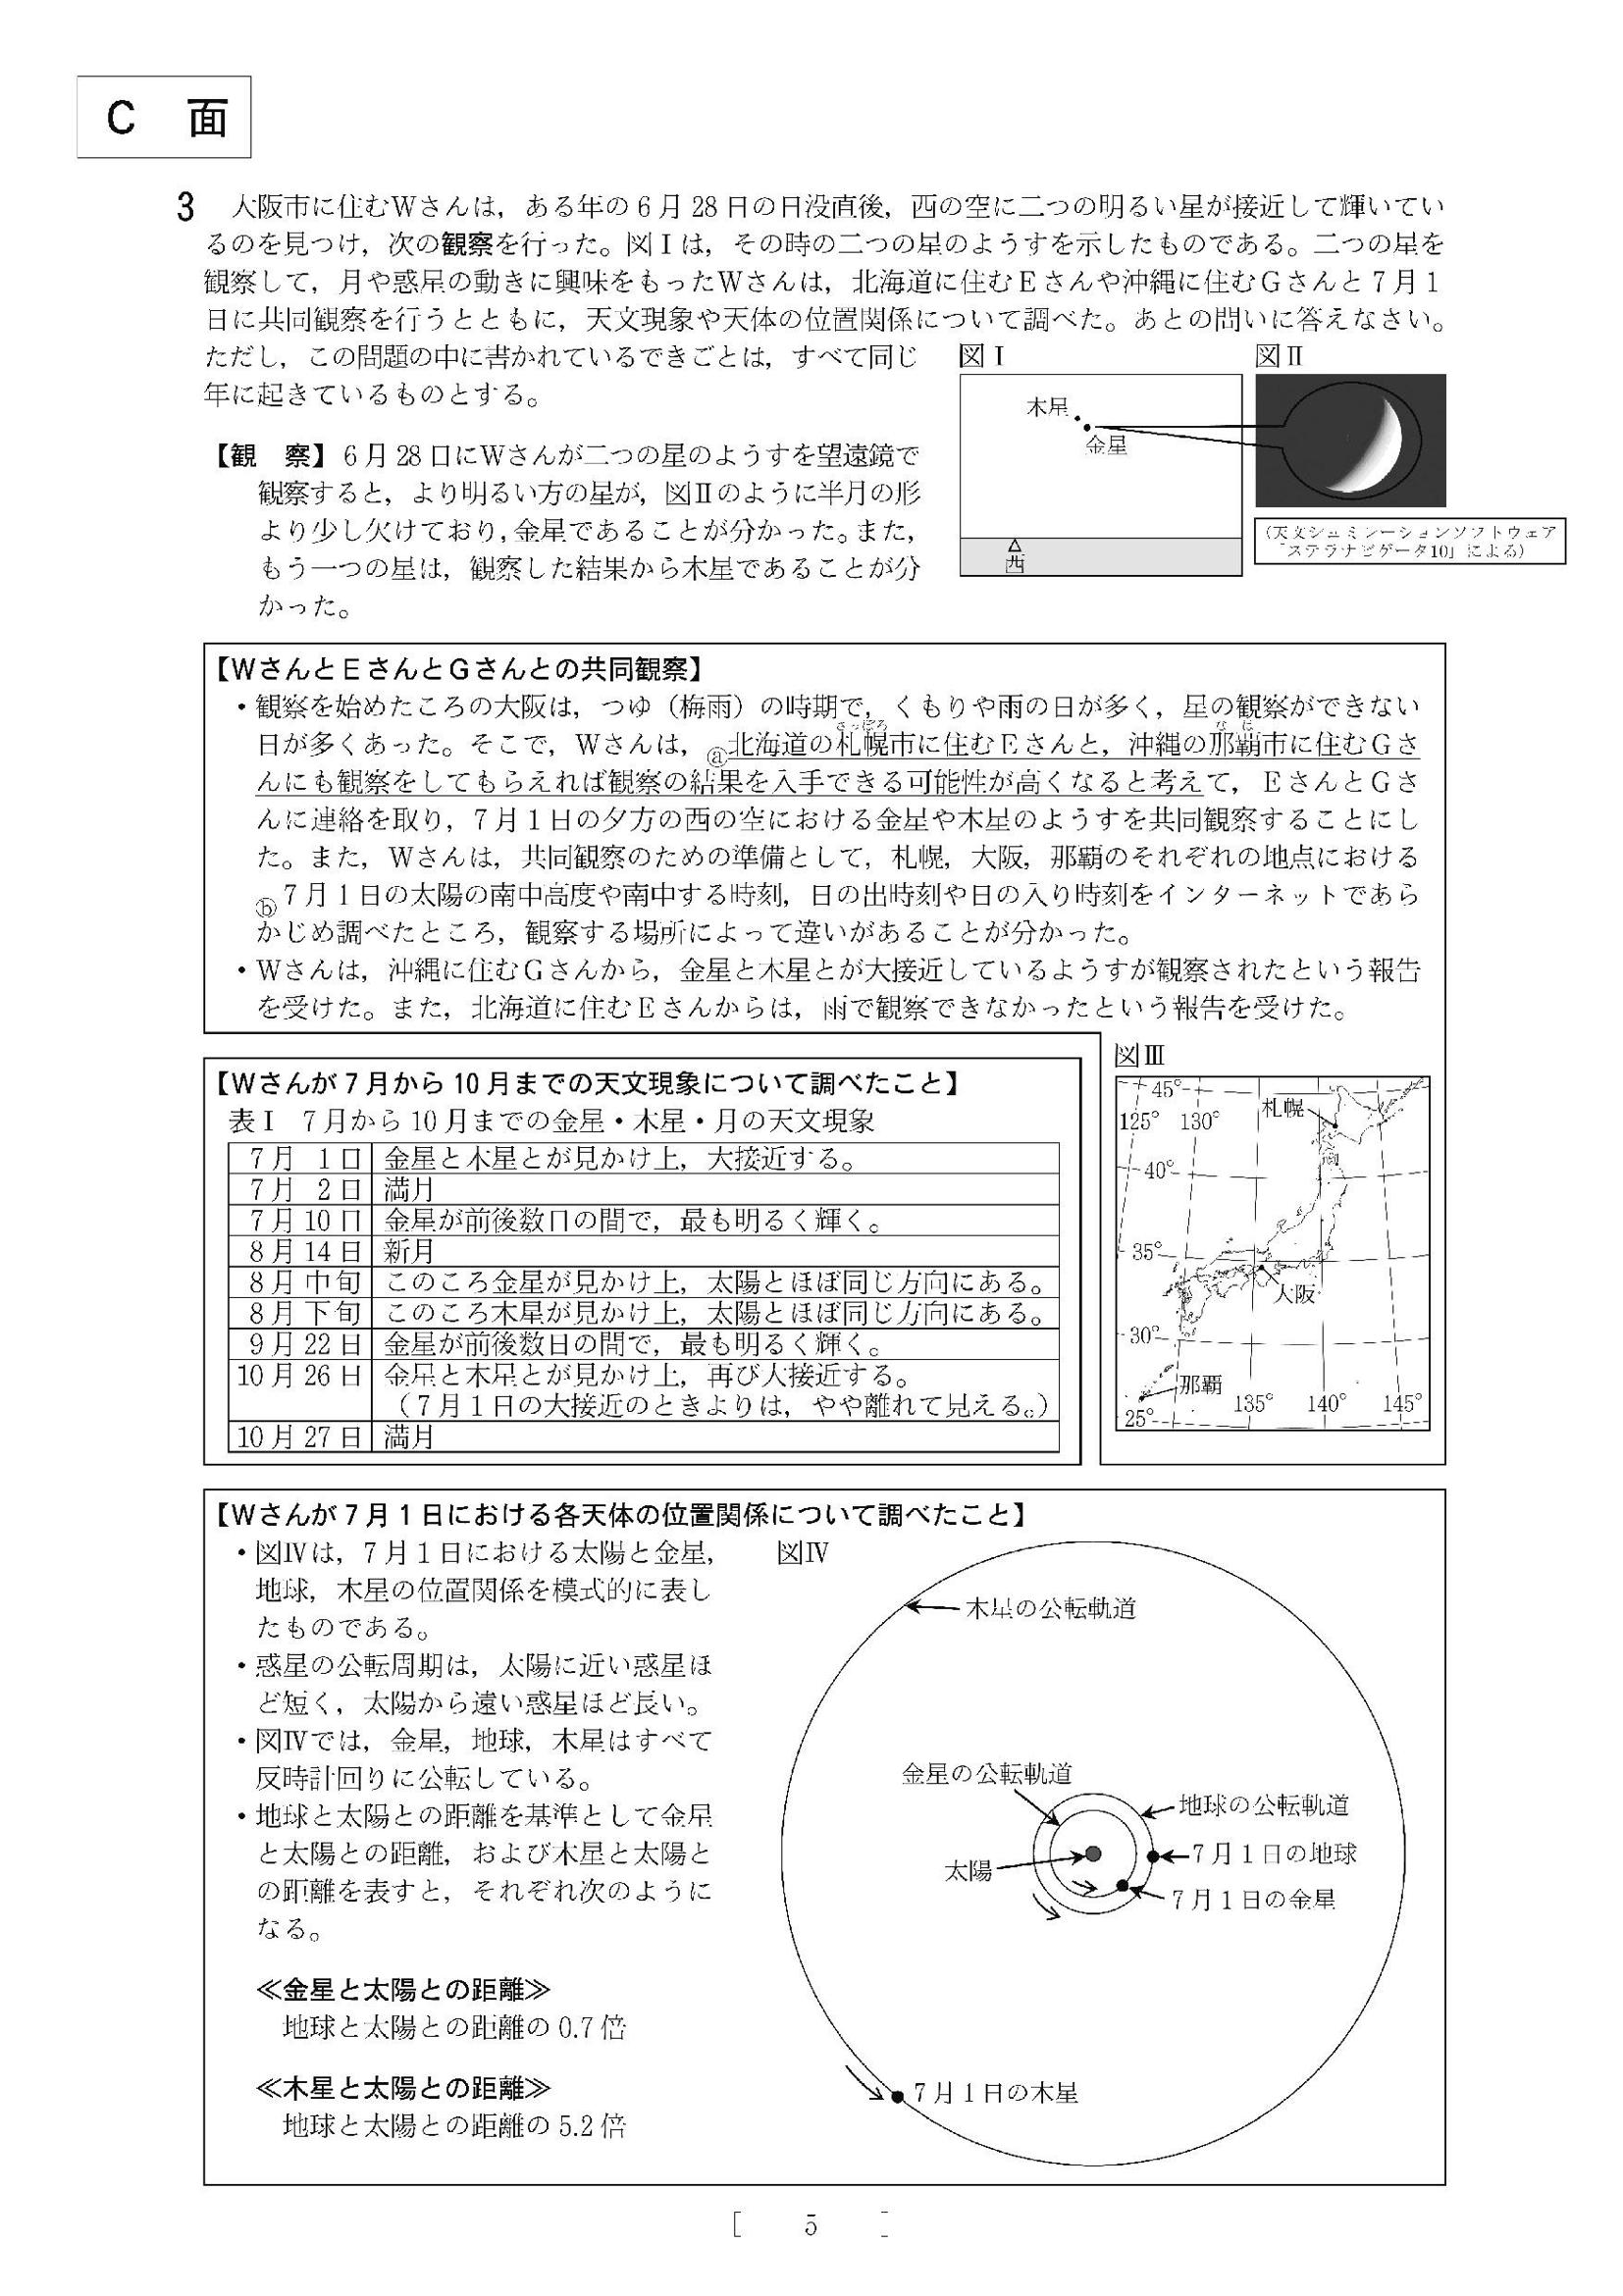 C 面
3 大阪市に住むWさんは，ある年の6月28日の日没直後，西の空に二つの明るい星が接近して輝いてい
るのを見つけ，次の観察を行った。図Ⅰは，その時の二つの星のようすを示したものである。二つの星を
観察して，月や惑星の動きに興味をもったWさんは，北海道に住むEさんや沖縄に住むGさんと7月1
日に共同観察を行うとともに，天文現象や天体の位置関係について調べた。あとの問いに答えなさい。
ただし，この問題の中に書かれているできごとは，すべて同じ
年に起きているものとする。
図Ⅰ
木星
金星
△
西
図Ⅱ
（天文シュミレーションソフトウェア
「ステラナビゲータ10」による）
【観 察】6月28日にWさんが二つの星のようすを望遠鏡で
観察すると，より明るい方の星が，図Ⅱのように半月の形
より少し欠けており，金星であることが分かった。また，
もう一つの星は，観察した結果から木星であることが分
かった。
【WさんとEさんとGさんとの共同観察】
・観察を始めたころの大阪は，つゆ（梅雨）の時期で，くもりや雨の日が多く，星の観察ができない
さっぽろ なは
日が多くあった。そこで，Wさんは，ⓐ北海道の札幌市に住むEさんと，沖縄の那覇市に住むGさ
んにも観察をしてもらえれば観察の結果を入手できる可能性が高くなると考えて，EさんとGさ
んに連絡を取り，7月1日の夕方の西の空における金星や木星のようすを共同観察することにし
た。また，Wさんは，共同観察のための準備として，札幌，大阪，那覇のそれぞれの地点における
ⓑ7月1日の太陽の南中高度や南中する時刻，日の出時刻や日の入り時刻をインターネットであら
かじめ調べたところ，観察する場所によって違いがあることが分かった。
・Wさんは，沖縄に住むGさんから，金星と木星とが大接近しているようすが観察されたという報告
を受けた。また，北海道に住むEさんからは，雨で観察できなかったという報告を受けた。
【Wさんが7月から10月までの天文現象について調べたこと】
表Ⅰ 7月から10月までの金星・木星・月の天文現象
7月 1日 金星と木星とが見かけ上，大接近する。
7月 2日 満月
7月10日 金星が前後数日の間で，最も明るく輝く。
8月14日 新月
8月中旬 このころ金星が見かけ上，太陽とほぼ同じ方向にある。
8月下旬 このころ木星が見かけ上，太陽とほぼ同じ方向にある。
9月22日 金星が前後数日の間で，最も明るく輝く。
10月26日 金星と木星とが見かけ上，再び大接近する。
（7月1日の大接近のときよりは，やや離れて見える。）
10月27日 満月
図Ⅲ
45°
125° 130°
札幌
40°
35°
大阪
30°
那覇
135° 140° 145°
25°
【Wさんが7月1日における各天体の位置関係について調べたこと】
・図Ⅳは，7月1日における太陽と金星，
地球，木星の位置関係を模式的に表し
たものである。
・惑星の公転周期は，太陽に近い惑星ほ
ど短く，太陽から遠い惑星ほど長い。
・図Ⅳでは，金星，地球，木星はすべて
反時計回りに公転している。
・地球と太陽との距離を基準として金星
と太陽との距離，および木星と太陽と
の距離を表すと，それぞれ次のように
なる。
≪金星と太陽との距離≫
地球と太陽との距離の0.7倍
≪木星と太陽との距離≫
地球と太陽との距離の5.2倍
図Ⅳ
木星の公転軌道
金星の公転軌道
地球の公転軌道
7月1日の地球
太陽
7月1日の金星
7月1日の木星
[ 5 ]